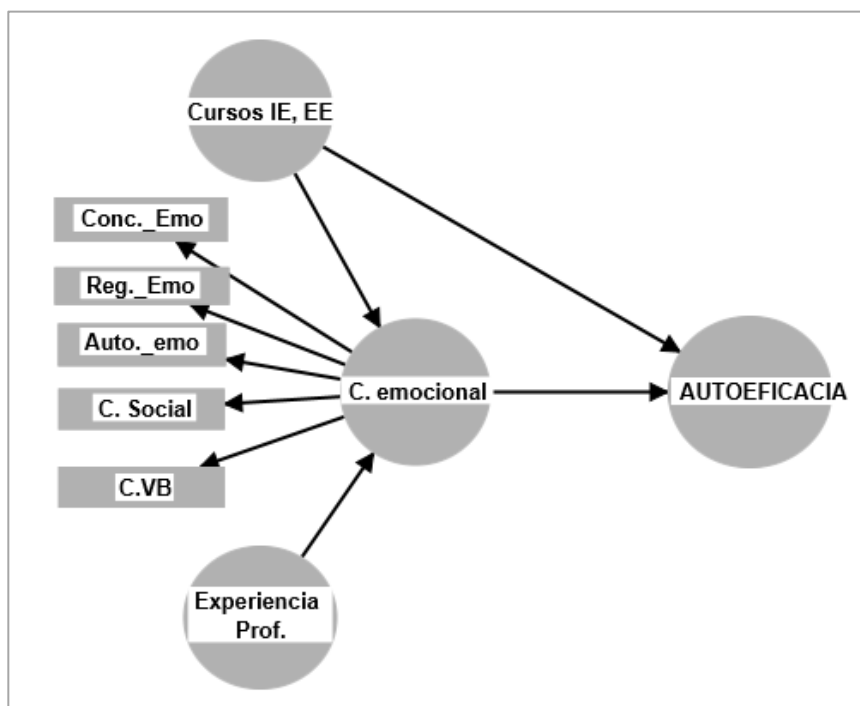 Cursos IE, EE
Conc._Emo
Reg._Emo
Auto._emo
C. Social
C.VB
C. emocional
AUTOEFICACIA
Experiencia
Prof.